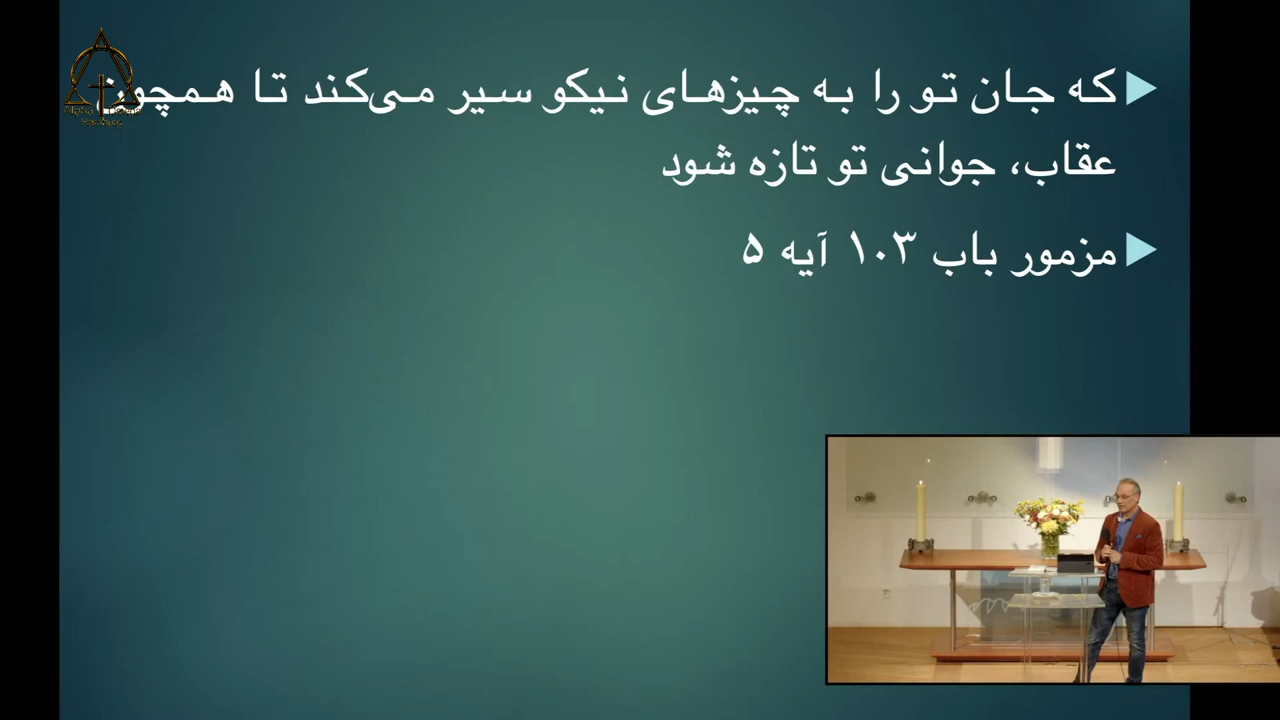 که جان تو را به چیزهای نیکو سیر می‌کند تا همچون
عقاب، جوانی تو تازه شود
مزمور باب ۱۰۳ آیه ۵